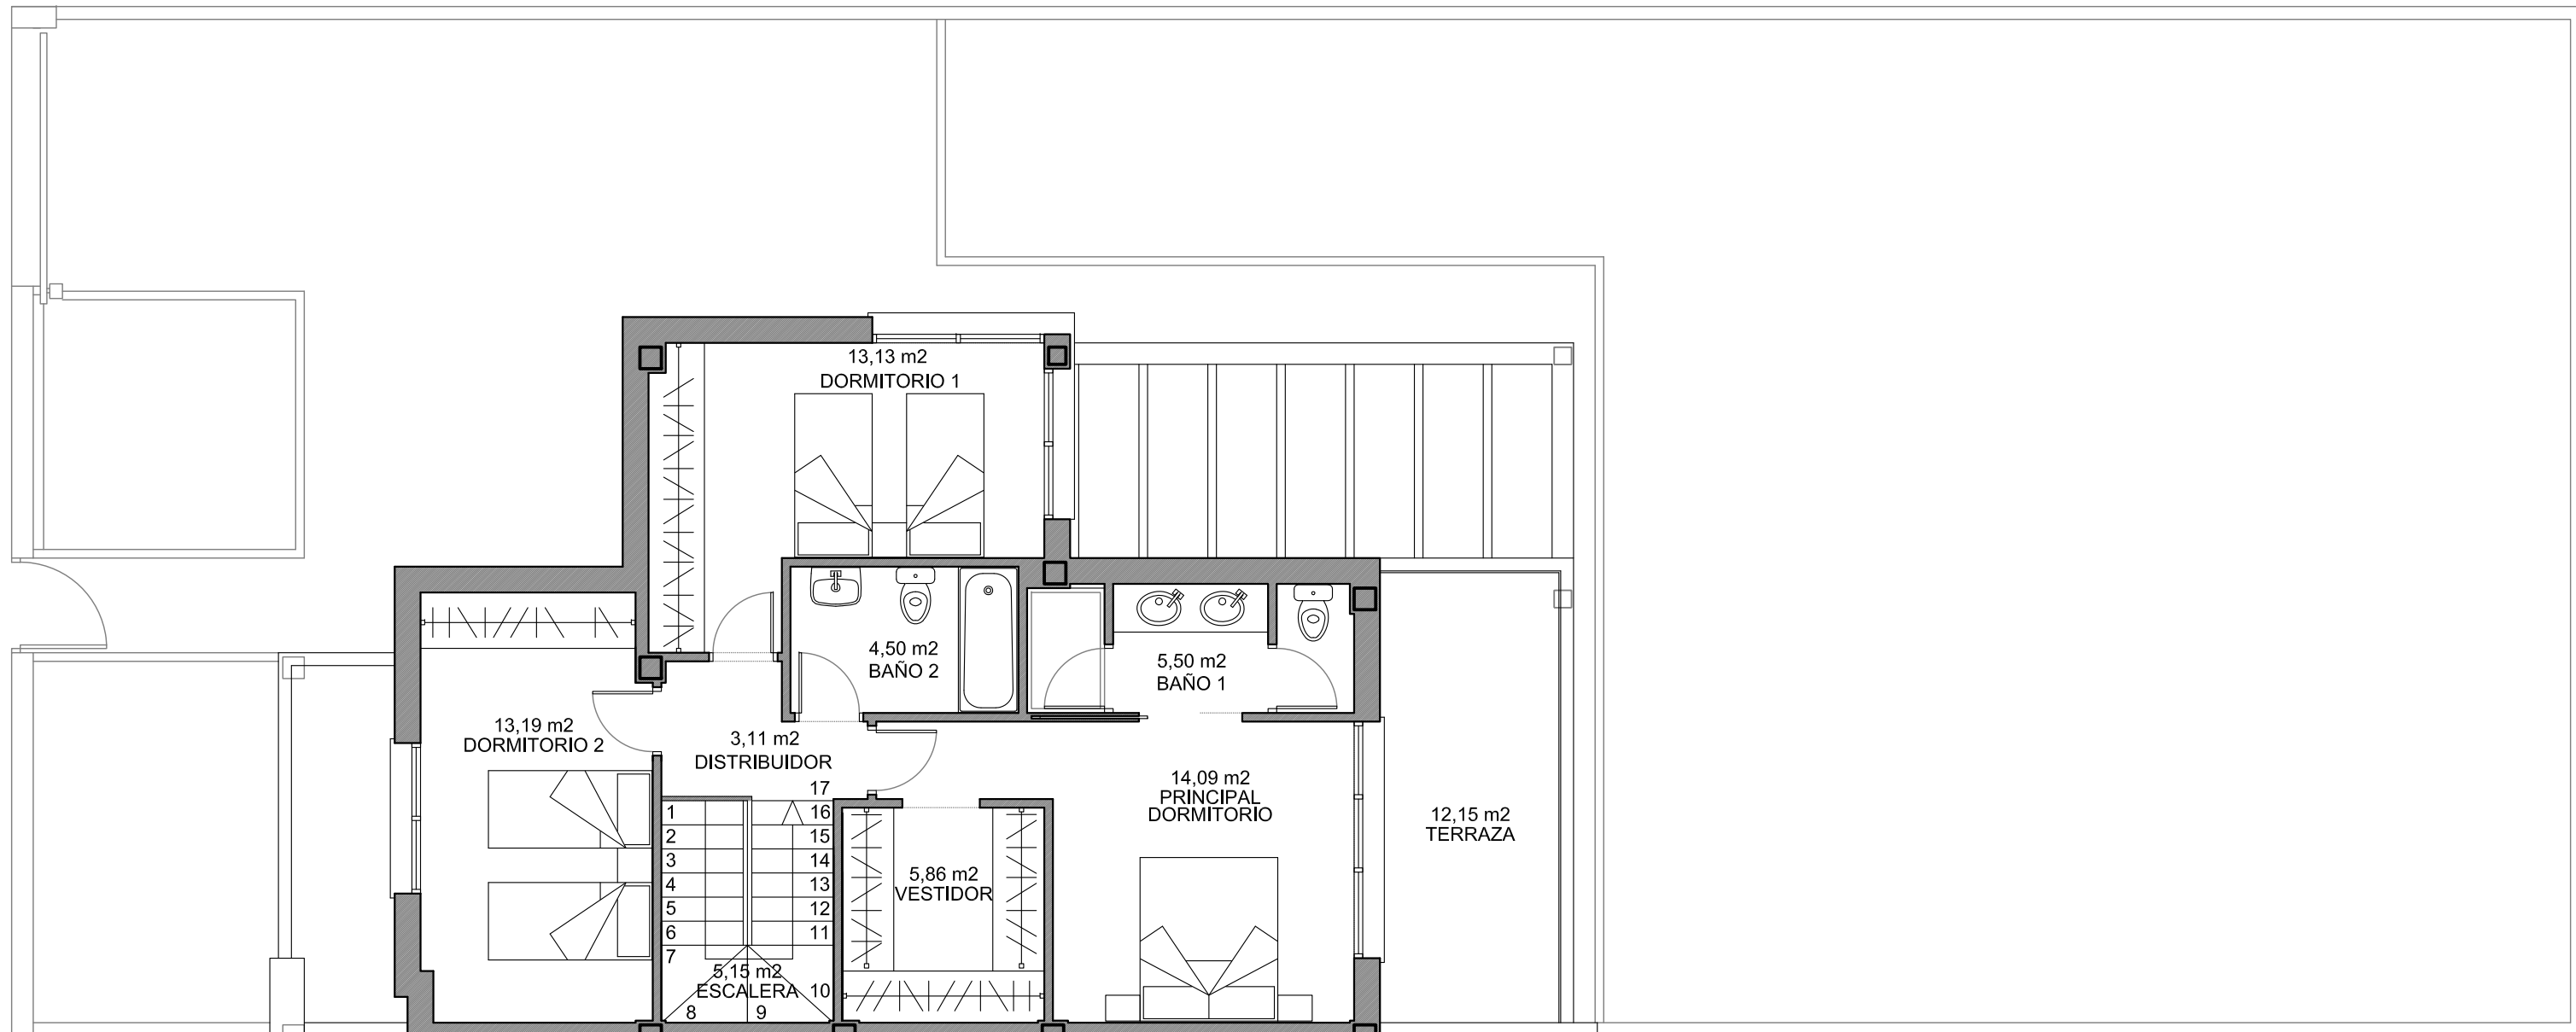 13,13 m2
DORMITORIO 1
4,50 m2
BAÑO 2
5,50 m2
BAÑO 1
13,19 m2
DORMITORIO 2
3,11 m2
DISTRIBUIDOR
14,09 m2
PRINCIPAL
DORMITORIO
12,15 m2
TERRAZA
5,86 m2
VESTIDOR
17
1
16
2
15
3
14
4
13
5
12
6
11
7
5,15 m2
ESCALERA
10
8
9